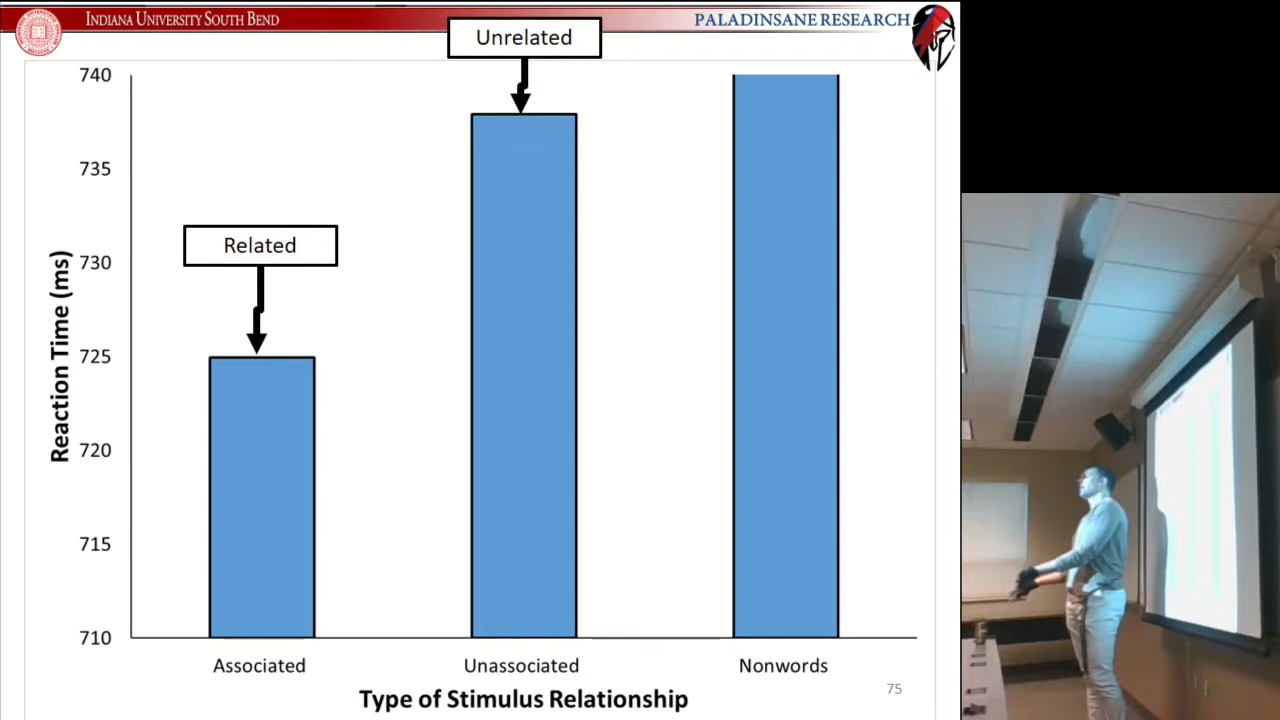 INDIANA UNIVERSITY SOUTH BEND
PALADINSANE RESEARCH
Unrelated
Related
740
735
730
725
720
715
710
Reaction Time (ms)
Associated
Unassociated
Nonwords
Type of Stimulus Relationship
75